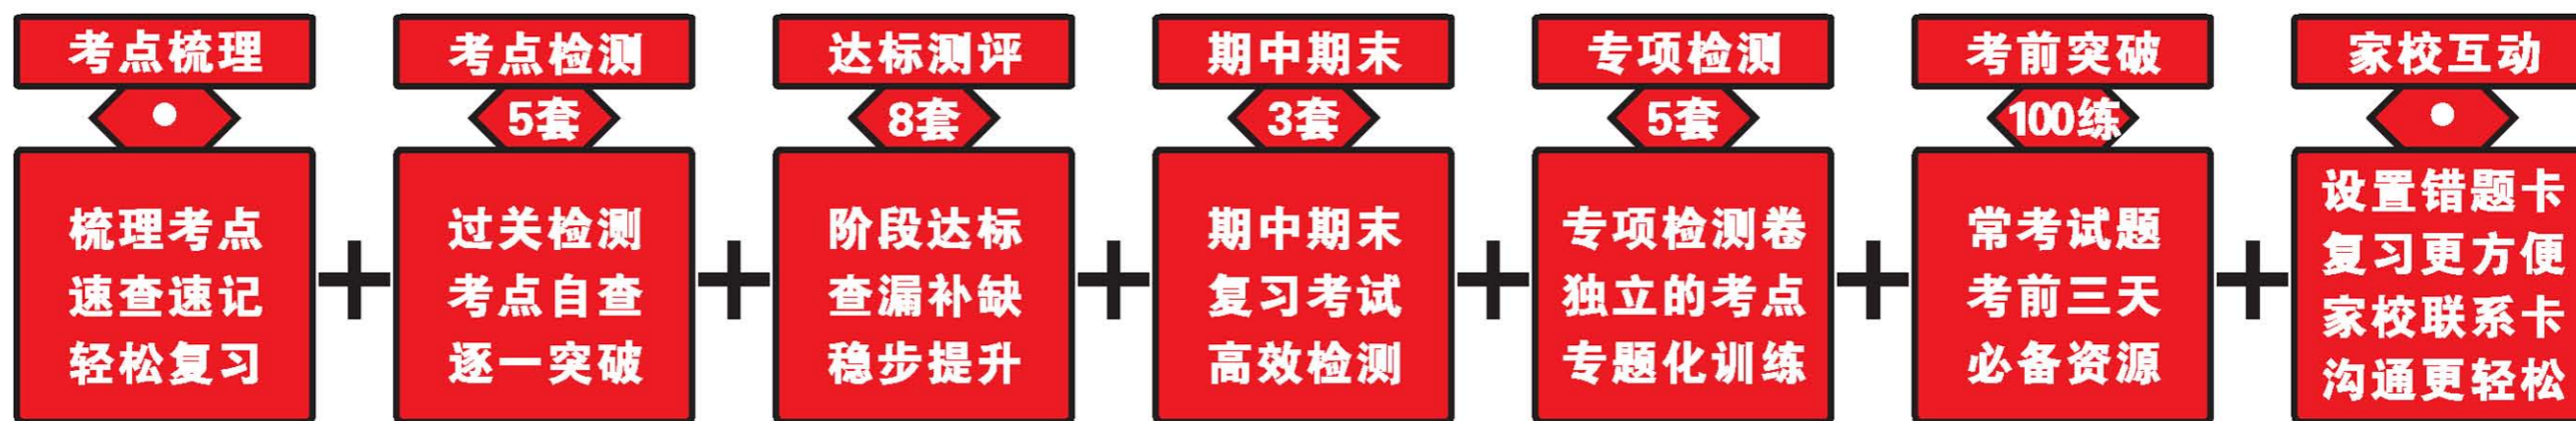 考点梳理
●
梳理考点
速查速记
轻松复习
+
考点检测
5套
过关检测
考点自查
逐一突破
+
达标测评
8套
阶段达标
查漏补缺
稳步提升
+
期中期末
3套
期中期末
复习考试
高效检测
+
专项检测
5套
专项检测卷
独立的考点
专题化训练
+
考前突破
100练
常考试题
考前三天
必备资源
+
家校互动
●
设置错题卡
复习更方便
家校联系卡
沟通更轻松